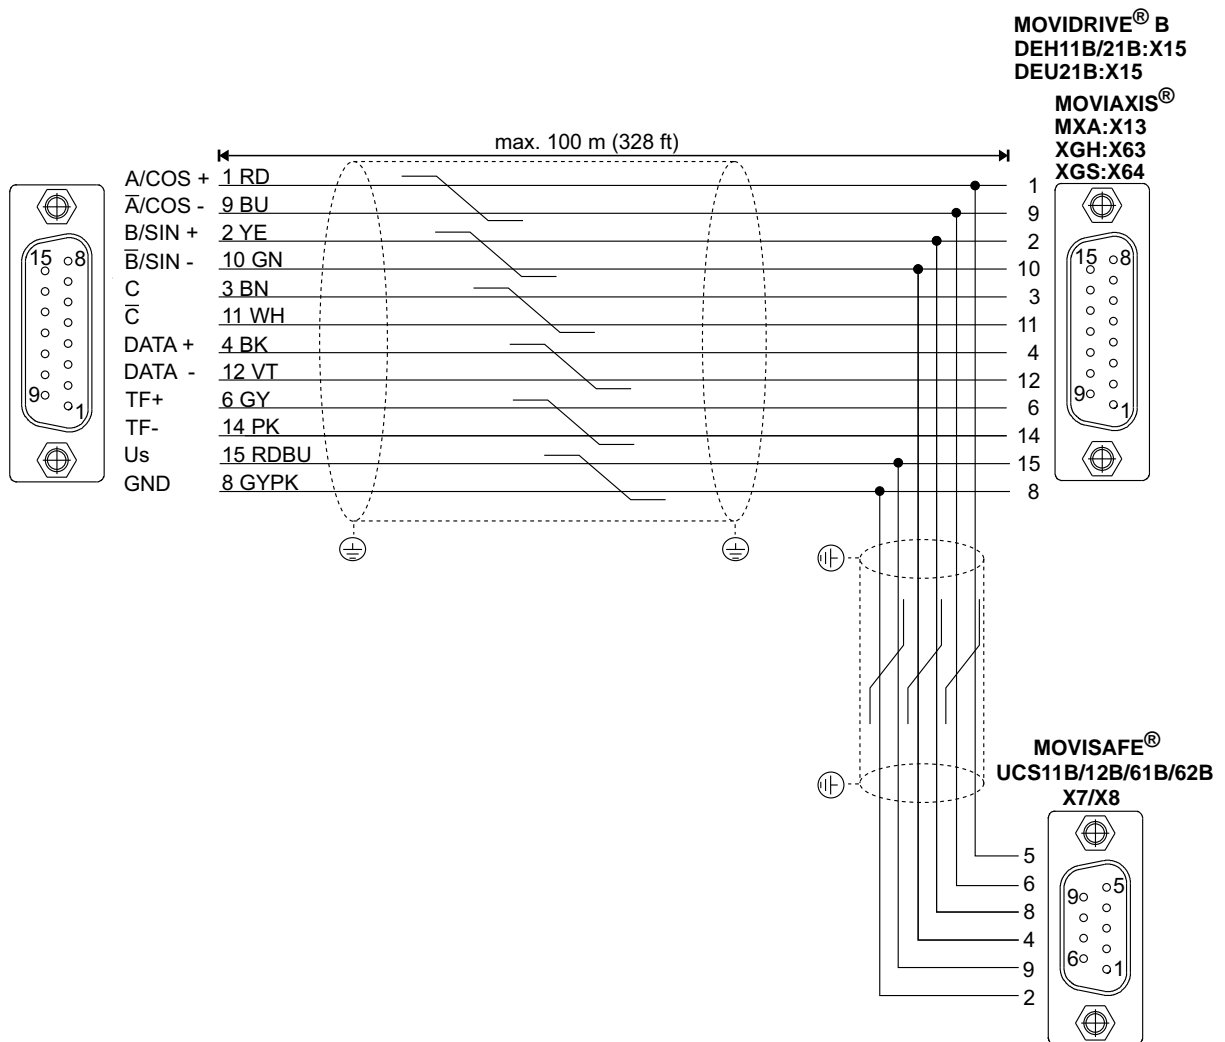 MOVIDRIVE® B
DEH11B/21B:X15
DEU21B:X15
MOVIAXIS®
MXA:X13
XGH:X63
XGS:X64
max. 100 m (328 ft)
A/COS + 1 RD 1
A̅/COS - 9 BU 9
B/SIN + 2 YE 2
B̅/SIN - 10 GN 10
C 3 BN 3
C̅ 11 WH 11
DATA + 4 BK 4
DATA - 12 VT 12
TF+ 6 GY 6
TF- 14 PK 14
Us 15 RDBU 15
GND 8 GYPK 8
15 8
9 1
15 8
9 1
MOVISAFE®
UCS11B/12B/61B/62B
X7/X8
5
6
8
4
9
2
9 5
6 1